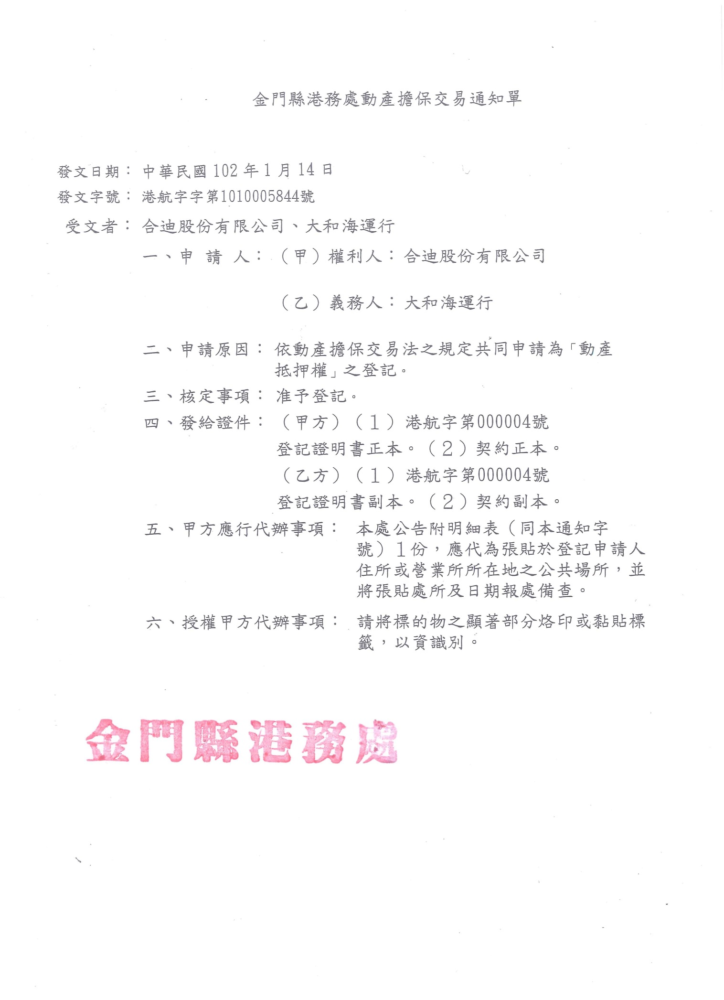 金門縣港務處動產擔保交易通知單
發文日期：中華民國102年1月14日
發文字號：港航字字第1010005844號
受文者：合迪股份有限公司、大和海運行
一、申 請 人：（甲）權利人：合迪股份有限公司
（乙）義務人：大和海運行
二、申請原因：依動產擔保交易法之規定共同申請為「動產
抵押權」之登記。
三、核定事項：准予登記。
四、發給證件：（甲方）（1）港航字第000004號
登記證明書正本。（2）契約正本。
（乙方）（1）港航字第000004號
登記證明書副本。（2）契約副本。
五、甲方應行代辦事項：本處公告附明細表（同本通知字
號）1份，應代為張貼於登記申請人
住所或營業所所在地之公共場所，並
將張貼處所及日期報處備查。
六、授權甲方代辦事項：請將標的物之顯著部分烙印或黏貼標
籤，以資識別。
金門縣港務處